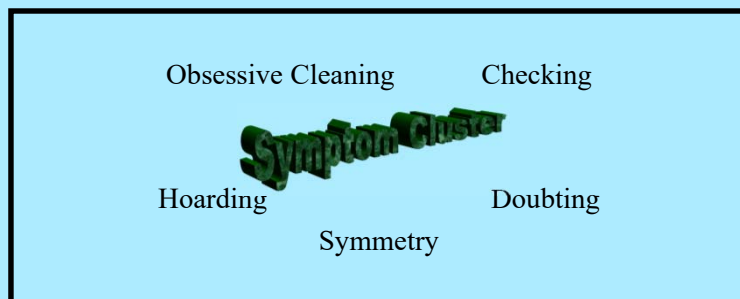 Obsessive Cleaning Checking
Symptom Cluster
Hoarding Doubting
Symmetry